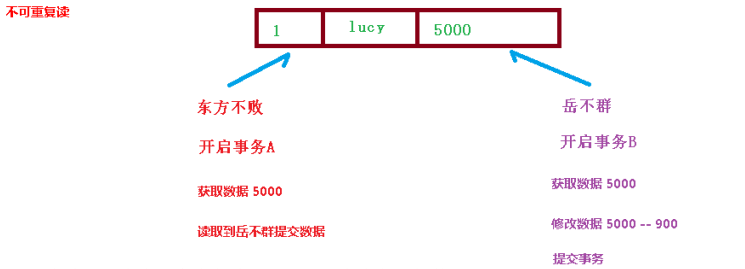 不可重复读
1 lucy 5000
东方不败
岳不群
开启事务A
开启事务B
获取数据 5000
获取数据 5000
读取到岳不群提交数据
修改数据 5000 -- 900
提交事务